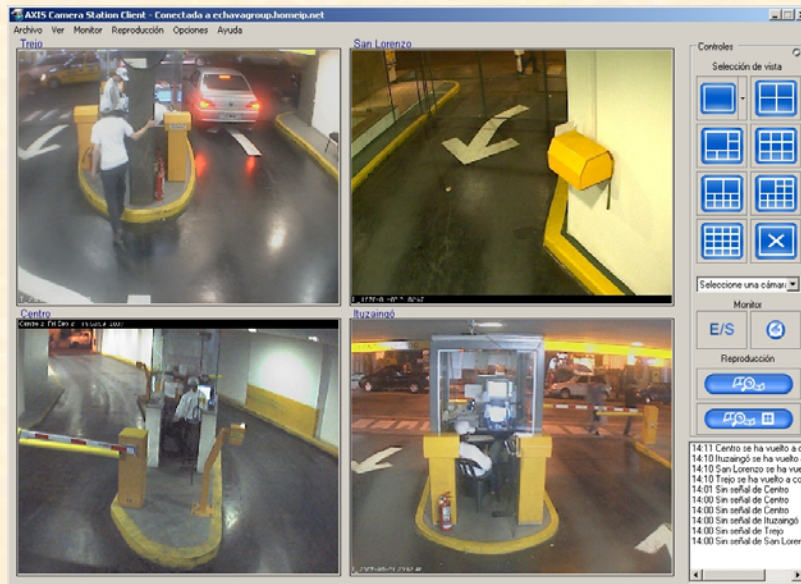 AXIS Camera Station Client - Conectada a echavagroup.homeip.net
Archivo Ver Monitor Reproducción Opciones Ayuda
Trejo
San Lorenzo
Centro
Ituzaingó
Controles
Selección de vista
Seleccione una cámara
Monitor
E/S
Reproducción
14:11 Centro se ha vuelto a c
14:10 Ituzaingó se ha vuelto
14:10 San Lorenzo se ha vue
14:10 Trejo se ha vuelto a co
14:01 Sin señal de Centro
14:00 Sin señal de Centro
14:00 Sin señal de Centro
14:00 Sin señal de Ituzaingó
14:00 Sin señal de Trejo
14:00 Sin señal de San Loren